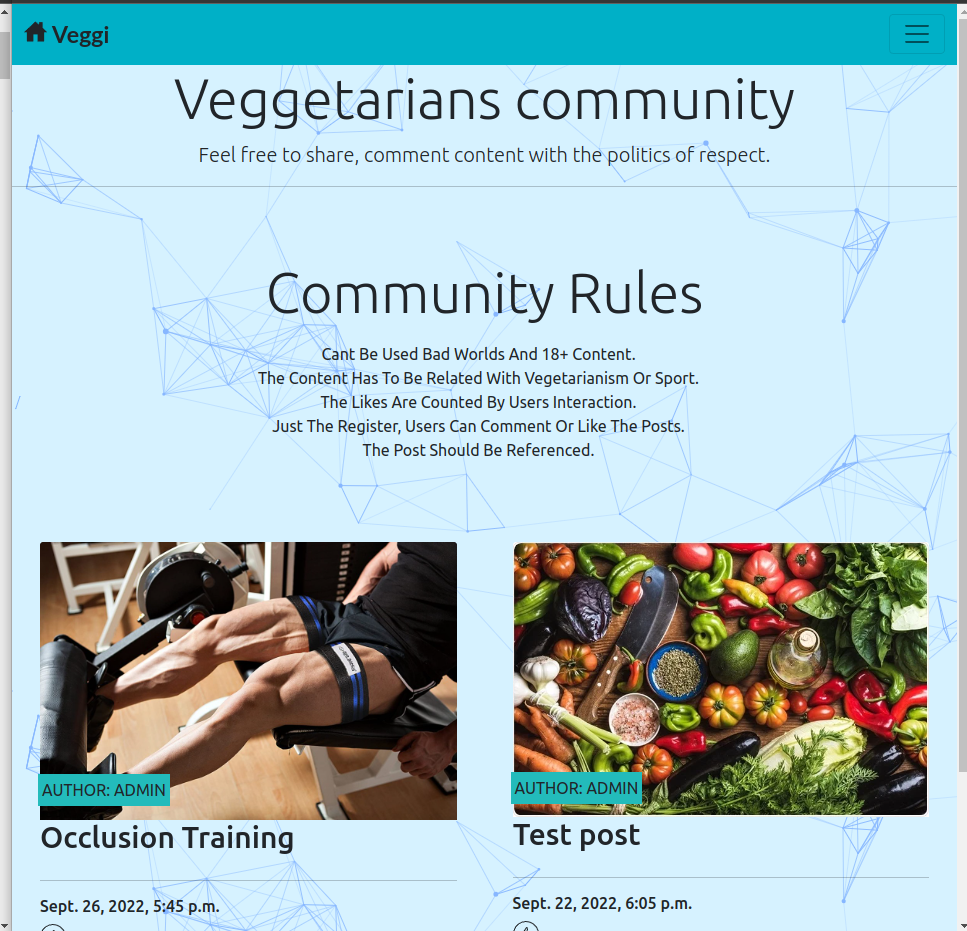 Veggi
Veggetarians community
Feel free to share, comment content with the politics of respect.
Community Rules
Cant Be Used Bad Worlds And 18+ Content.
The Content Has To Be Related With Vegetarianism Or Sport.
The Likes Are Counted By Users Interaction.
Just The Register, Users Can Comment Or Like The Posts.
The Post Should Be Referenced.
AUTHOR: ADMIN
Occlusion Training
Sept. 26, 2022, 5:45 p.m.
AUTHOR: ADMIN
Test post
Sept. 22, 2022, 6:05 p.m.